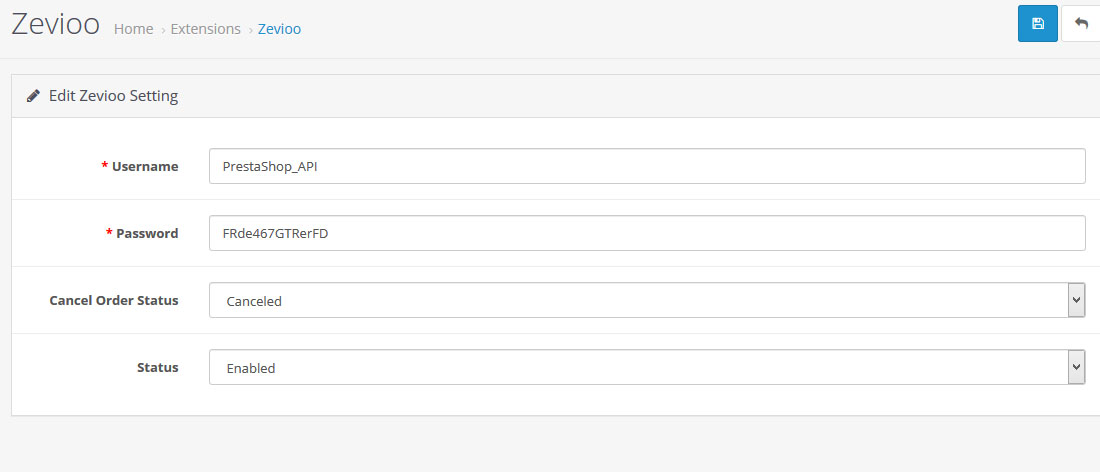 Zevioo Home › Extensions › Zevioo
Edit Zevioo Setting
* Username PrestaShop_API
* Password FRde467GTRerFD
Cancel Order Status Canceled
Status Enabled